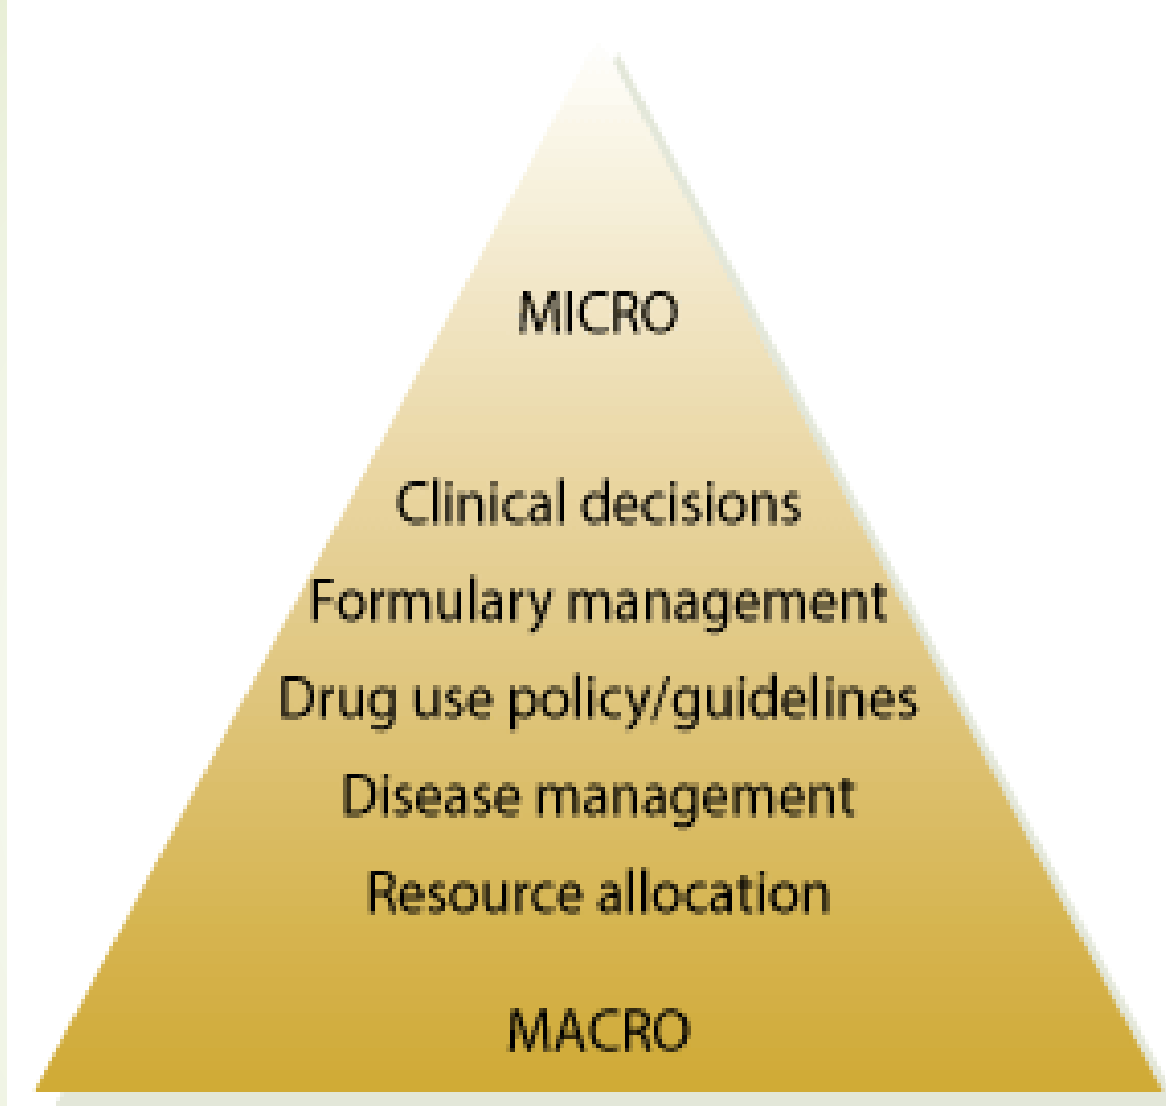 MICRO
Clinical decisions
Formulary management
Drug use policy/guidelines
Disease management
Resource allocation
MACRO